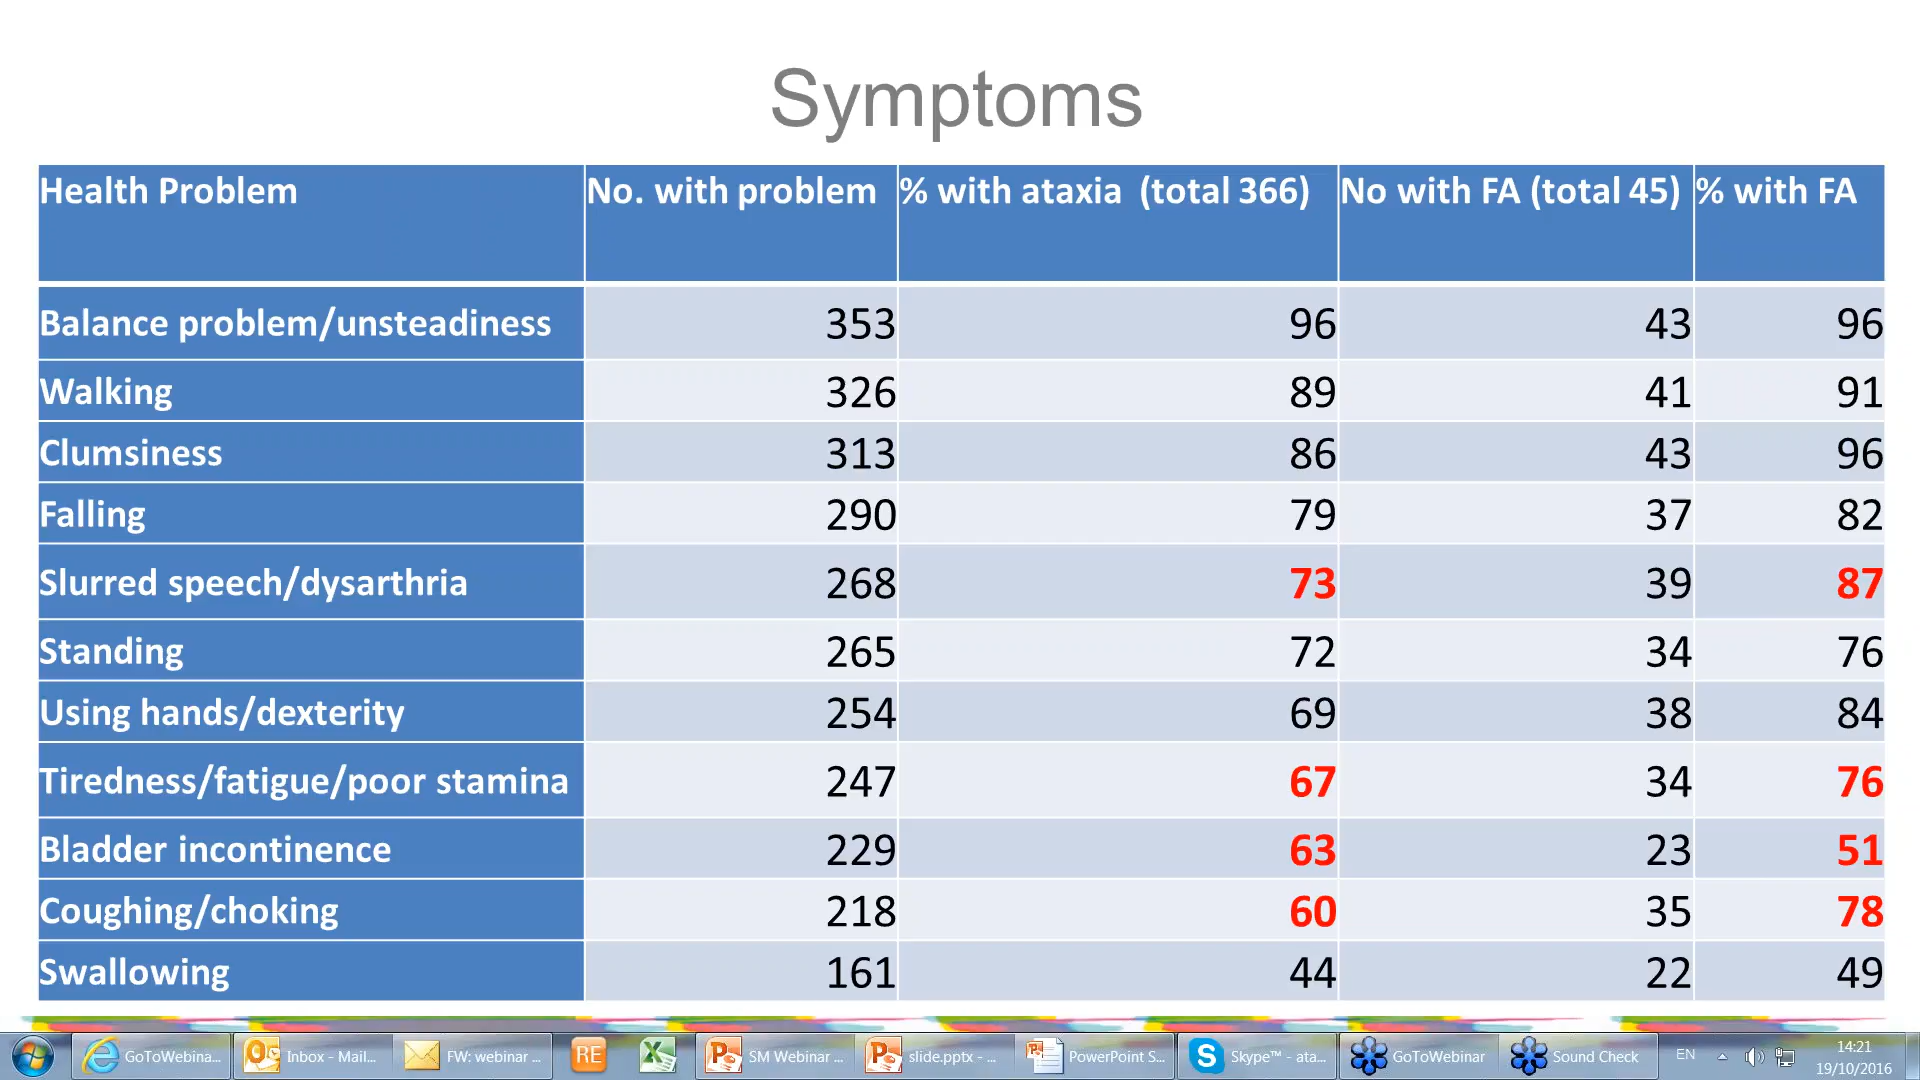 Symptoms
Health Problem No. with problem % with ataxia (total 366) No with FA (total 45) % with FA
Balance problem/unsteadiness 353 96 43 96
Walking 326 89 41 91
Clumsiness 313 86 43 96
Falling 290 79 37 82
Slurred speech/dysarthria 268 73 39 87
Standing 265 72 34 76
Using hands/dexterity 254 69 38 84
Tiredness/fatigue/poor stamina 247 67 34 76
Bladder incontinence 229 63 23 51
Coughing/choking 218 60 35 78
Swallowing 161 44 22 49
GoToWebina... Inbox - Mail... FW: webinar ... RE SM Webinar ... slide.pptx - ... PowerPoint S... Skype™ - ata... GoToWebinar Sound Check EN 14:21
19/10/2016